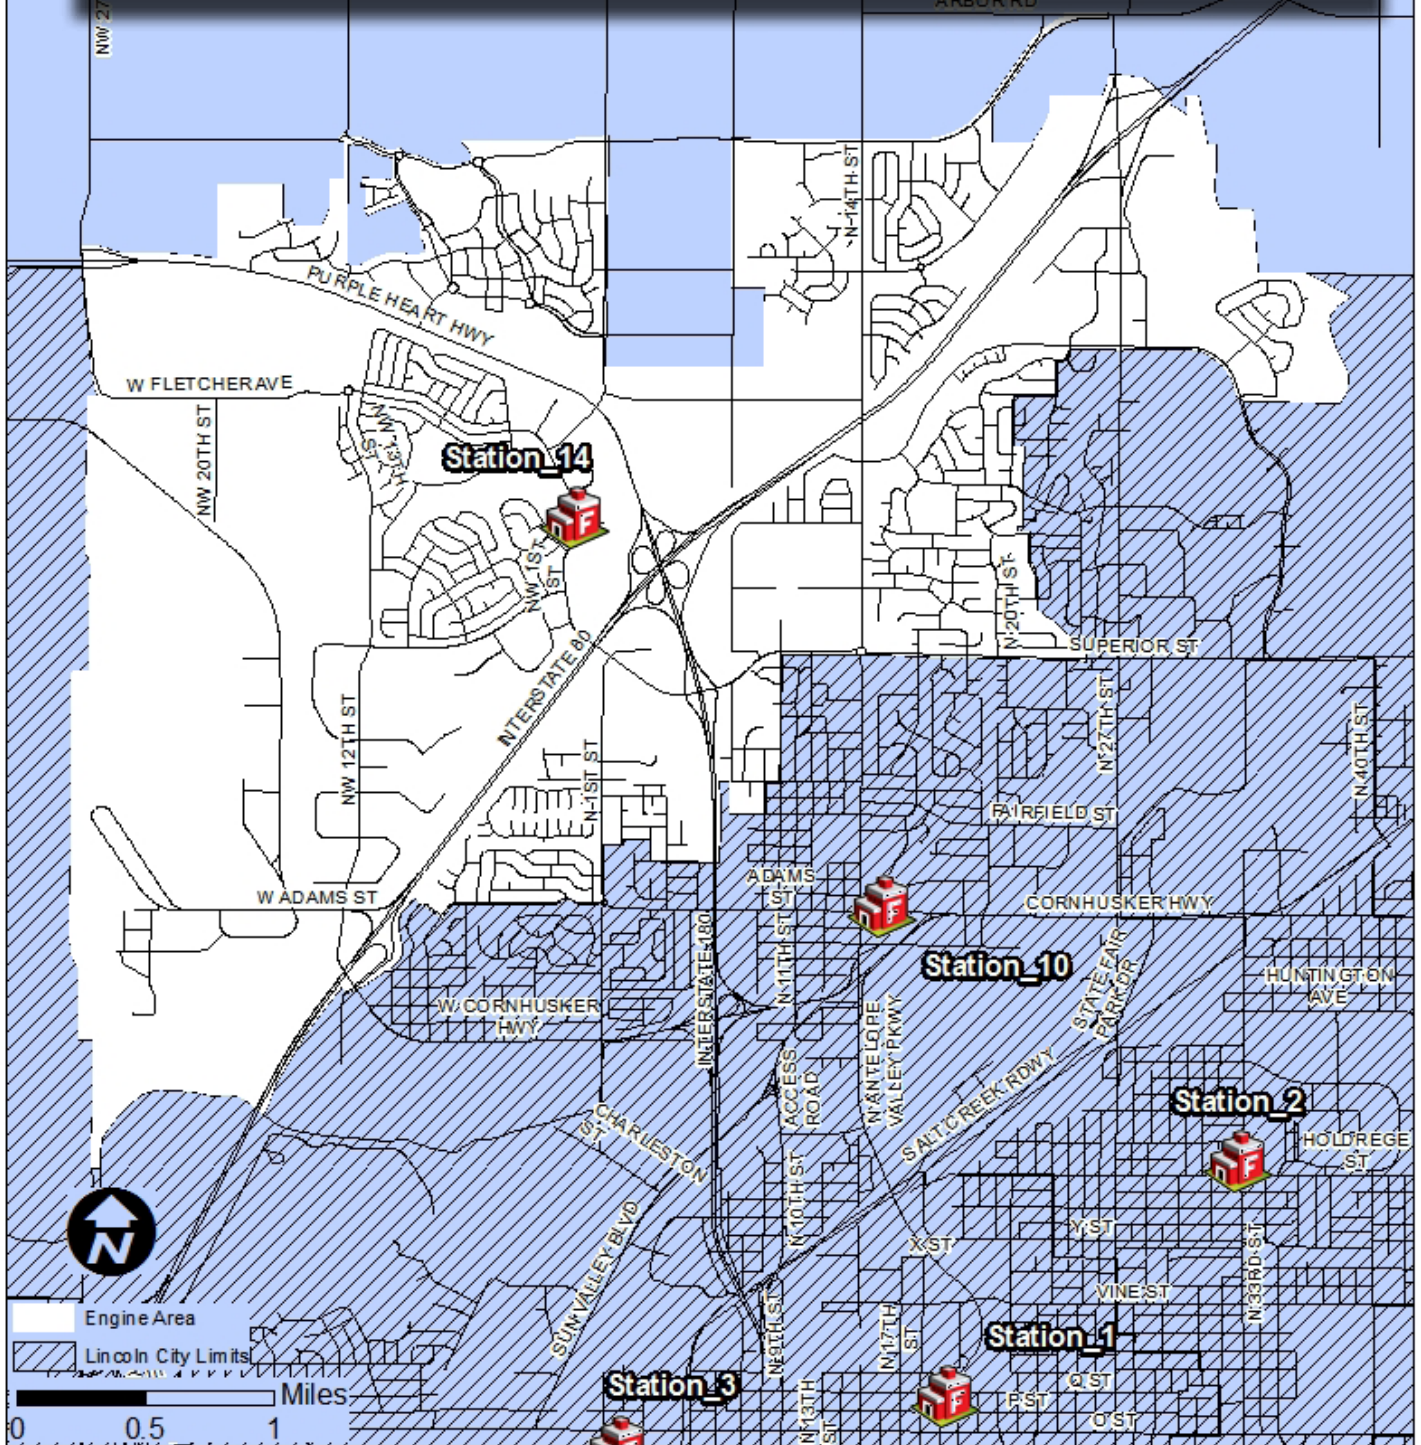 ARBOR RD
NW 27
N 14TH ST
PURPLE HEART HWY
W FLETCHER AVE
NW 20TH ST
NW 13TH
ST
Station_14
F
NW 1ST
ST
N 20TH ST
SUPERIOR ST
INTERSTATE 80
NW 12TH ST
N 1ST ST
N 27TH ST
N 40TH ST
FAIRFIELD ST
ADAMS
ST
W ADAMS ST
F
CORNHUSKER HWY
Station_10
N 11TH ST
INTERSTATE 180
STATE FAIR
PARK DR
HUNTINGTON
AVE
W CORNHUSKER
HWY
N ANTELOPE
VALLEY PKWY
ACCESS
ROAD
SALT CREEK RDWY
Station_2
F
CHARLESTON
ST
HOLDREGE
ST
N 10TH ST
SUN VALLEY BLVD
X ST
Y ST
N 33RD ST
VINE ST
N 9TH ST
N 17TH
ST
Station_1
F
Station_3
F
Q ST
P ST
O ST
N 13TH
ST
N
Engine Area
Lincoln City Limits
Miles
0 0.5 1